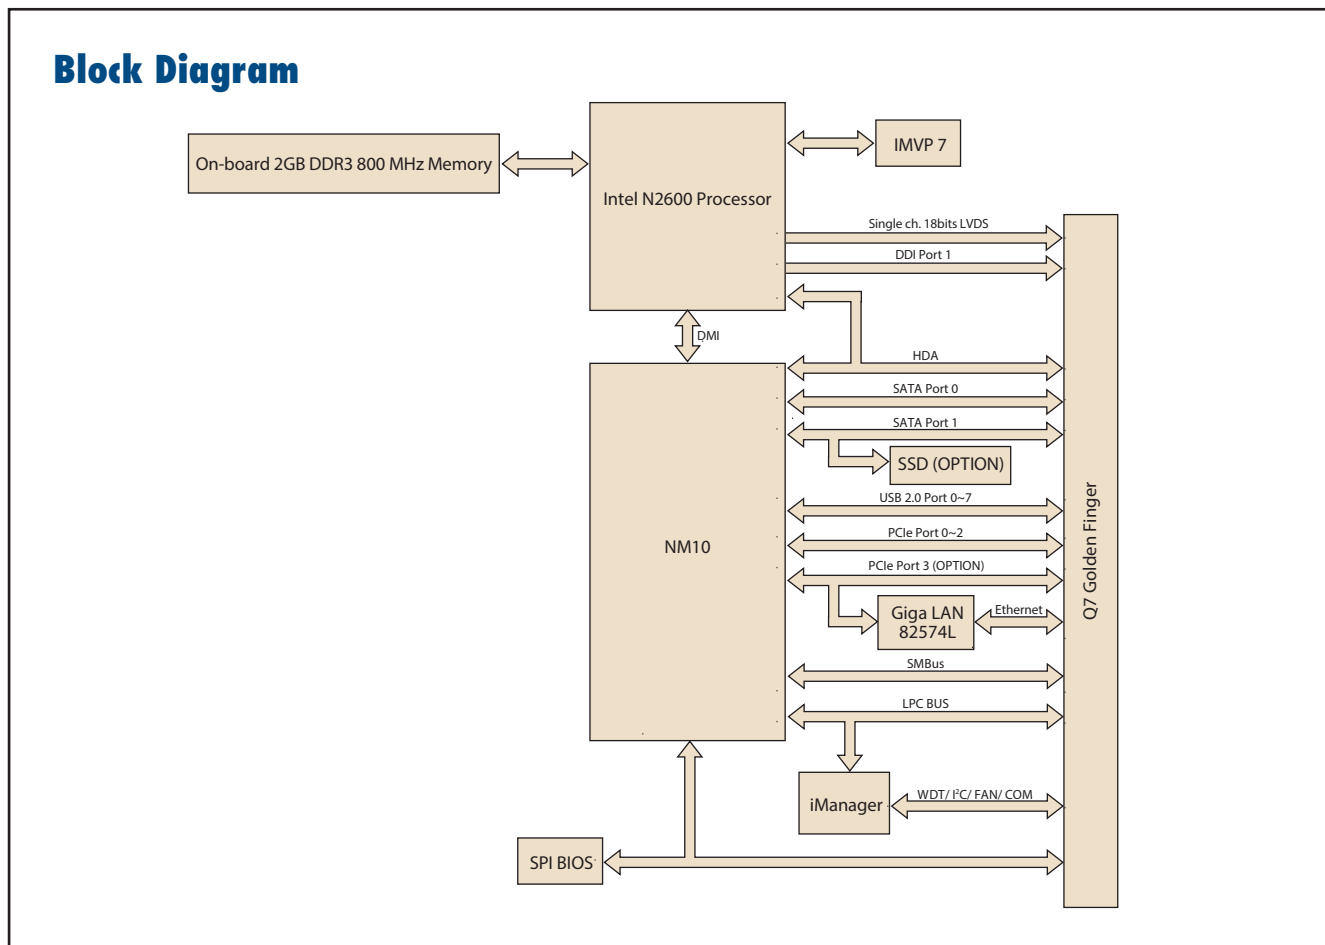 Block Diagram
On-board 2GB DDR3 800 MHz Memory
Intel N2600 Processor
IMVP 7
Single ch. 18bits LVDS
DDI Port 1
DMI
HDA
SATA Port 0
SATA Port 1
SSD (OPTION)
USB 2.0 Port 0~7
NM10
PCIe Port 0~2
PCIe Port 3 (OPTION)
Giga LAN
82574L
Ethernet
Q7 Golden Finger
SMBus
LPC BUS
iManager
WDT/ I²C/ FAN/ COM
SPI BIOS